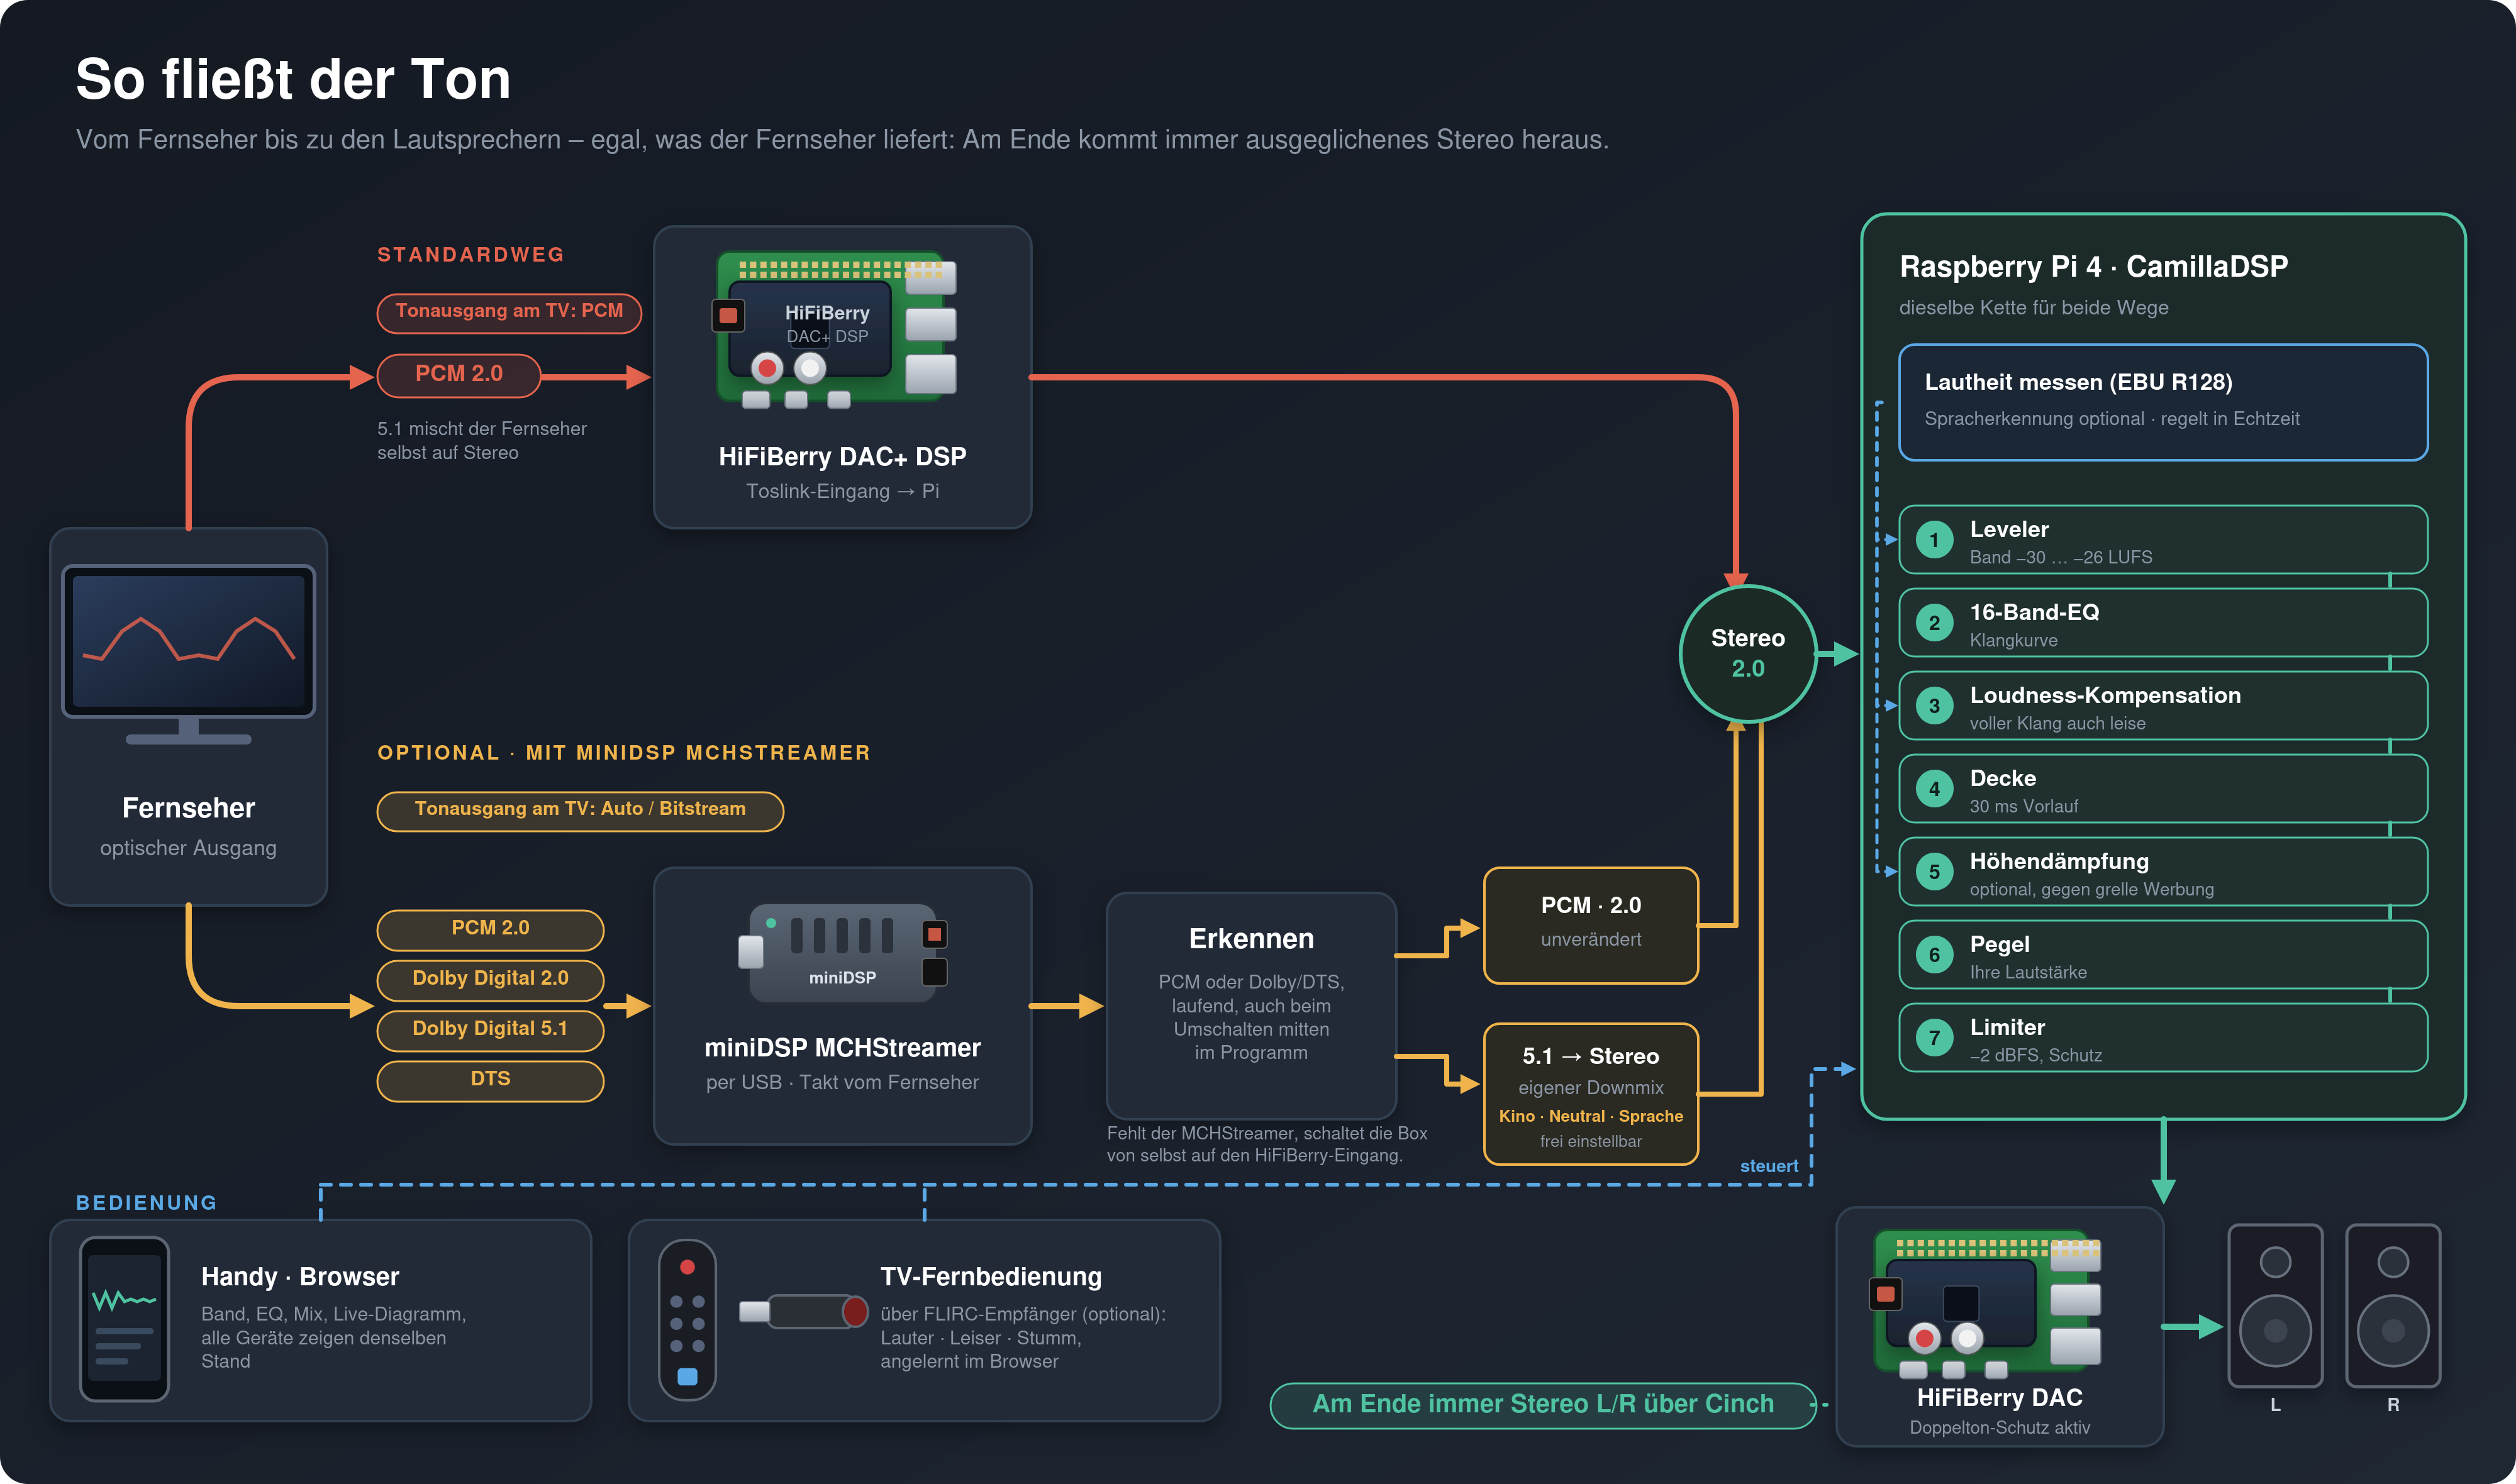 So fließt der Ton
Vom Fernseher bis zu den Lautsprechern – egal, was der Fernseher liefert: Am Ende kommt immer ausgeglichenes Stereo heraus.
STANDARDWEG
Tonausgang am TV: PCM
PCM 2.0
5.1 mischt der Fernseher
selbst auf Stereo
HiFiBerry
DAC+ DSP
HiFiBerry DAC+ DSP
Toslink-Eingang → Pi
Fernseher
optischer Ausgang
OPTIONAL · MIT MINIDSP MCHSTREAMER
Tonausgang am TV: Auto / Bitstream
PCM 2.0
Dolby Digital 2.0
Dolby Digital 5.1
DTS
miniDSP
miniDSP MCHStreamer
per USB · Takt vom Fernseher
Erkennen
PCM oder Dolby/DTS,
laufend, auch beim
Umschalten mitten
im Programm
Fehlt der MCHStreamer, schaltet die Box
von selbst auf den HiFiBerry-Eingang.
PCM · 2.0
unverändert
5.1 → Stereo
eigener Downmix
Kino · Neutral · Sprache
frei einstellbar
Stereo
2.0
Raspberry Pi 4 · CamillaDSP
dieselbe Kette für beide Wege
Lautheit messen (EBU R128)
Spracherkennung optional · regelt in Echtzeit
1
Leveler
Band −30 … −26 LUFS
2
16-Band-EQ
Klangkurve
3
Loudness-Kompensation
voller Klang auch leise
4
Decke
30 ms Vorlauf
5
Höhendämpfung
optional, gegen grelle Werbung
6
Pegel
Ihre Lautstärke
7
Limiter
−2 dBFS, Schutz
steuert
BEDIENUNG
Handy · Browser
Band, EQ, Mix, Live-Diagramm,
alle Geräte zeigen denselben
Stand
TV-Fernbedienung
über FLIRC-Empfänger (optional):
Lauter · Leiser · Stumm,
angelernt im Browser
Am Ende immer Stereo L/R über Cinch
HiFiBerry DAC
Doppelton-Schutz aktiv
L
R